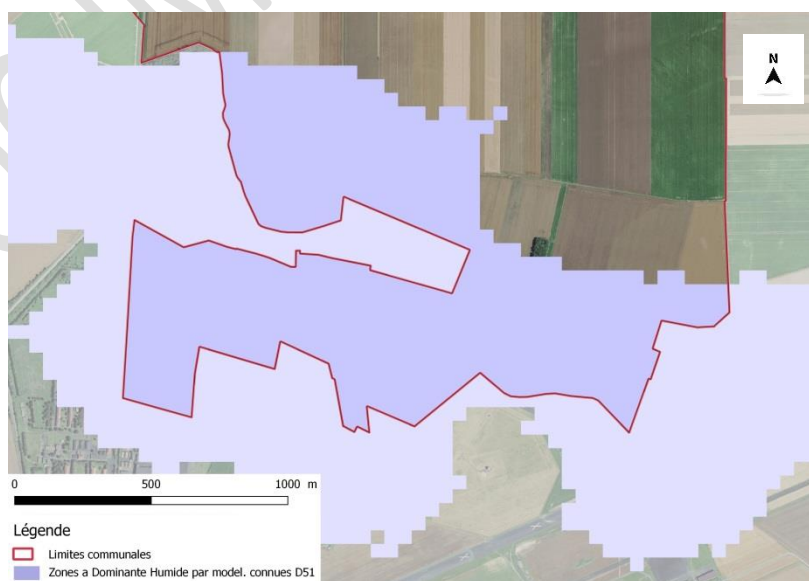 N
0 500 1000 m
Légende
Limites communales
Zones a Dominante Humide par model. connues D51